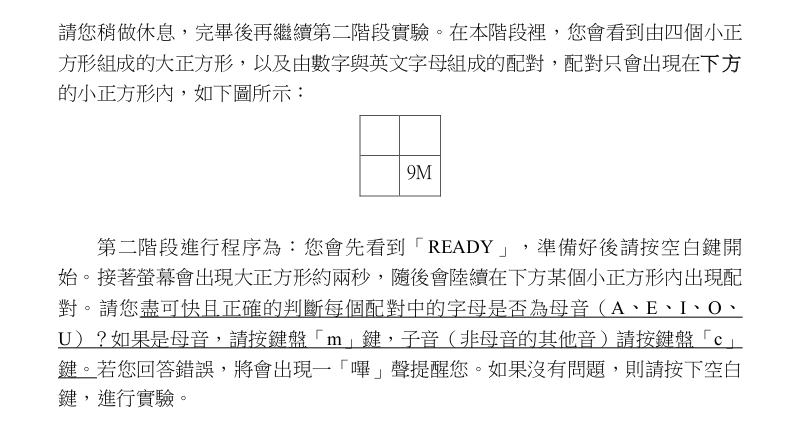 請您稍做休息，完畢後再繼續第二階段實驗。在本階段裡，您會看到由四個小正
方形組成的大正方形，以及由數字與英文字母組成的配對，配對只會出現在下方
的小正方形內，如下圖所示：
9M
第二階段進行程序為：您會先看到「READY」，準備好後請按空白鍵開
始。接著螢幕會出現大正方形約兩秒，隨後會陸續在下方某個小正方形內出現配
對。請您盡可快且正確的判斷每個配對中的字母是否為母音（A、E、I、O、
U）？如果是母音，請按鍵盤「m」鍵，子音（非母音的其他音）請按鍵盤「c」
鍵。若您回答錯誤，將會出現一「嗶」聲提醒您。如果沒有問題，則請按下空白
鍵，進行實驗。